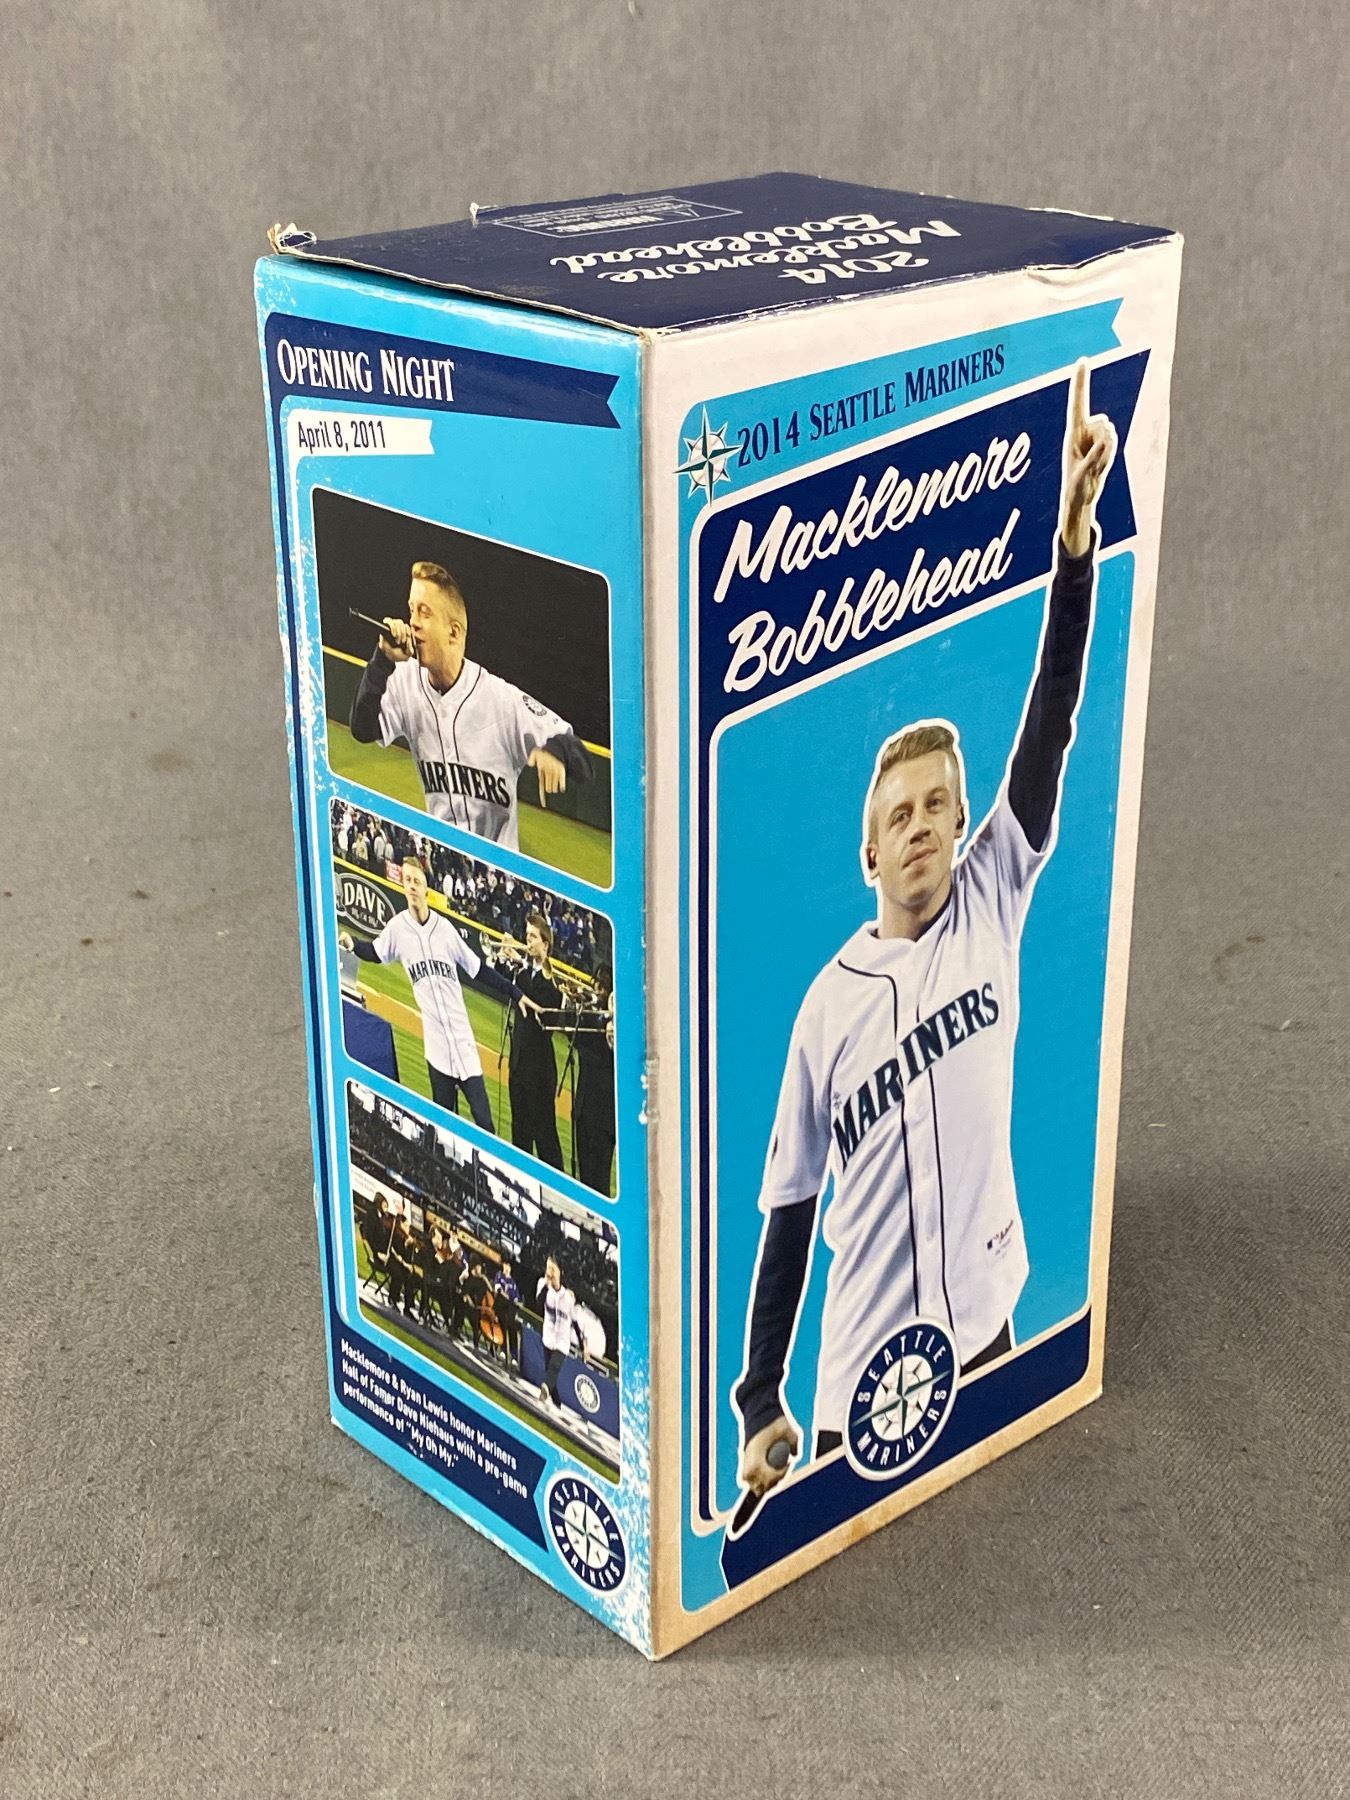 2014
Macklemore
Bobblehead
WARNING:
OPENING NIGHT
April 8, 2011
MARINERS
DAVE
MARINERS
Macklemore & Ryan Lewis honor Mariners
Hall of Famer Dave Niehaus with a pre-game
performance of "My Oh My."
SEATTLE
MARINERS
2014 SEATTLE MARINERS
Macklemore
Bobblehead
MARINERS
SEATTLE
MARINERS